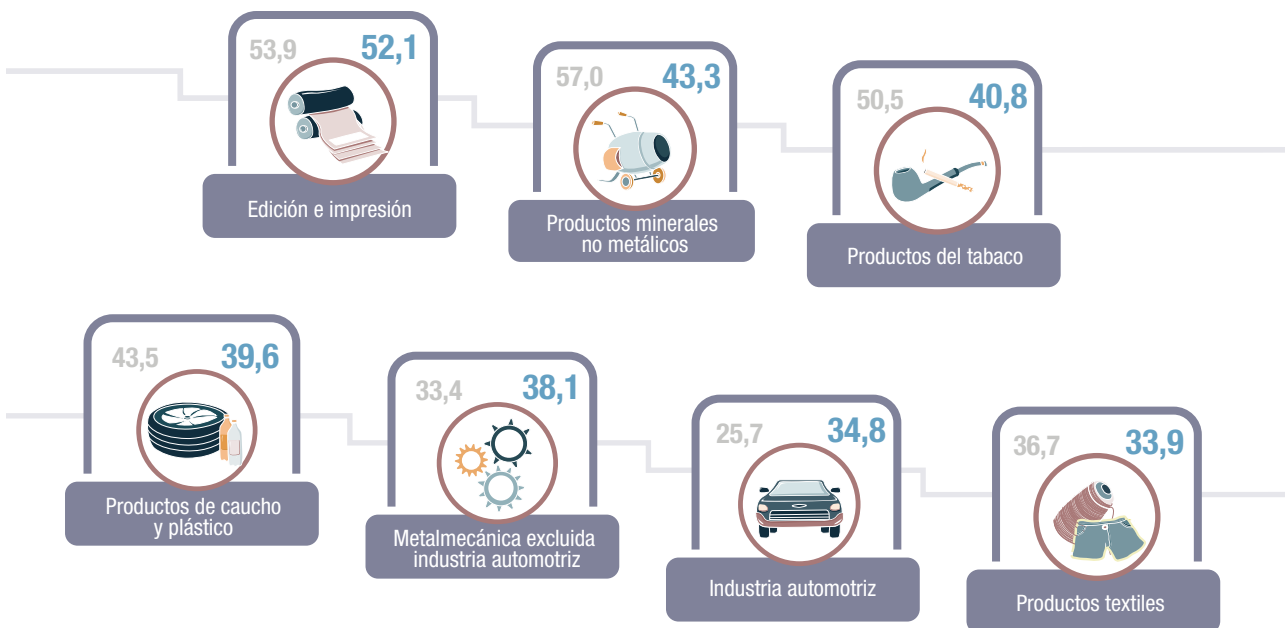 53,9 52,1
Edición e impresión
57,0 43,3
Productos minerales
no metálicos
50,5 40,8
Productos del tabaco
43,5 39,6
Productos de caucho
y plástico
33,4 38,1
Metalmecánica excluida
industria automotriz
25,7 34,8
Industria automotriz
36,7 33,9
Productos textiles